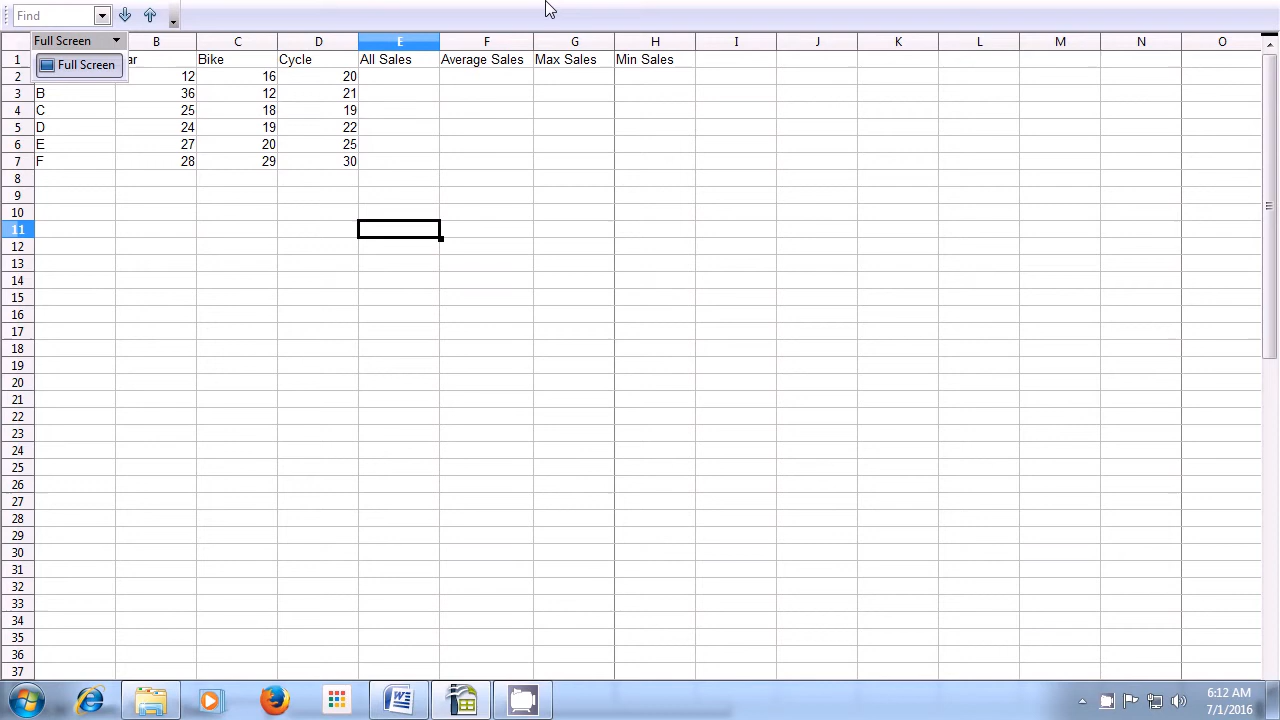 Find
Full Screen
Full Screen
B C D E F G H I J K L M N O
1 ar Bike Cycle All Sales Average Sales Max Sales Min Sales
2 12 16 20
3 B 36 12 21
4 C 25 18 19
5 D 24 19 22
6 E 27 20 25
7 F 28 29 30
8
9
10
11
12
13
14
15
16
17
18
19
20
21
22
23
24
25
26
27
28
29
30
31
32
33
34
35
36
37
6:12 AM
7/1/2016